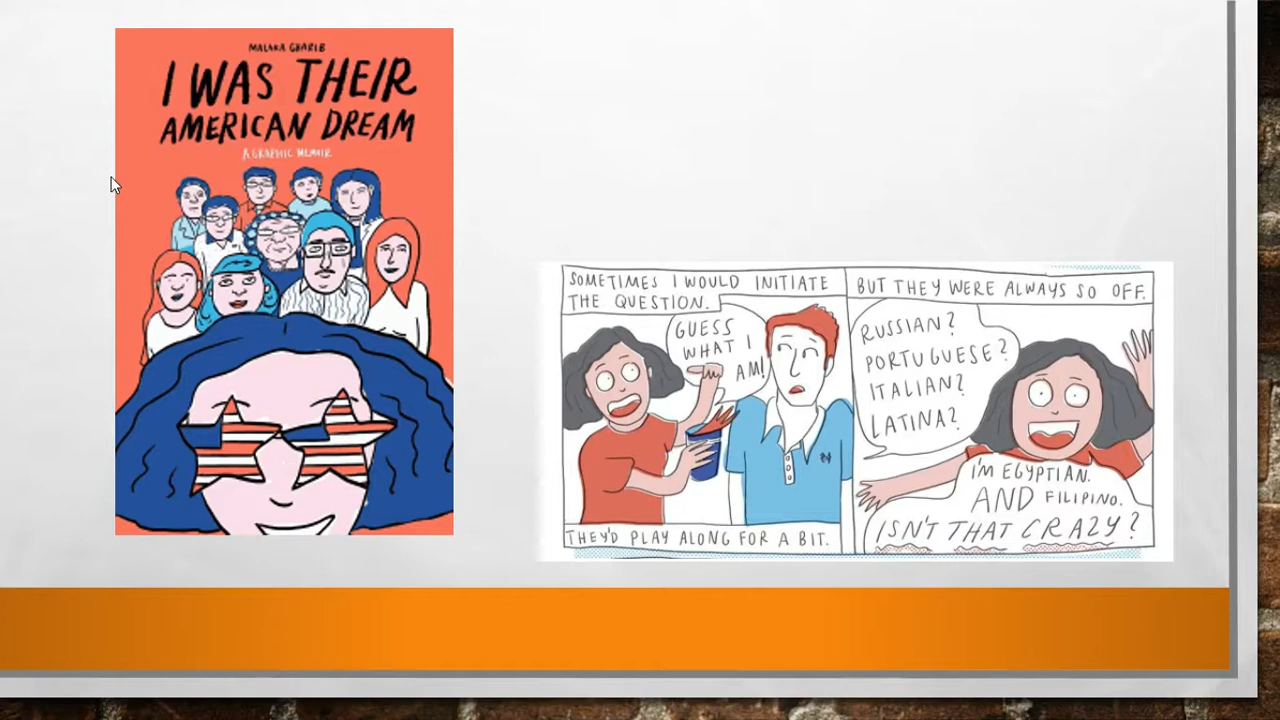 MALAKA GHARIB
I WAS THEIR
AMERICAN DREAM
A GRAPHIC MEMOIR
SOMETIMES I WOULD INITIATE
THE QUESTION.
GUESS
WHAT I
AM!
THEY'D PLAY ALONG FOR A BIT.
BUT THEY WERE ALWAYS SO OFF.
RUSSIAN?
PORTUGUESE?
ITALIAN?
LATINA?
I'M EGYPTIAN.
AND FILIPINO.
ISN'T THAT CRAZY?